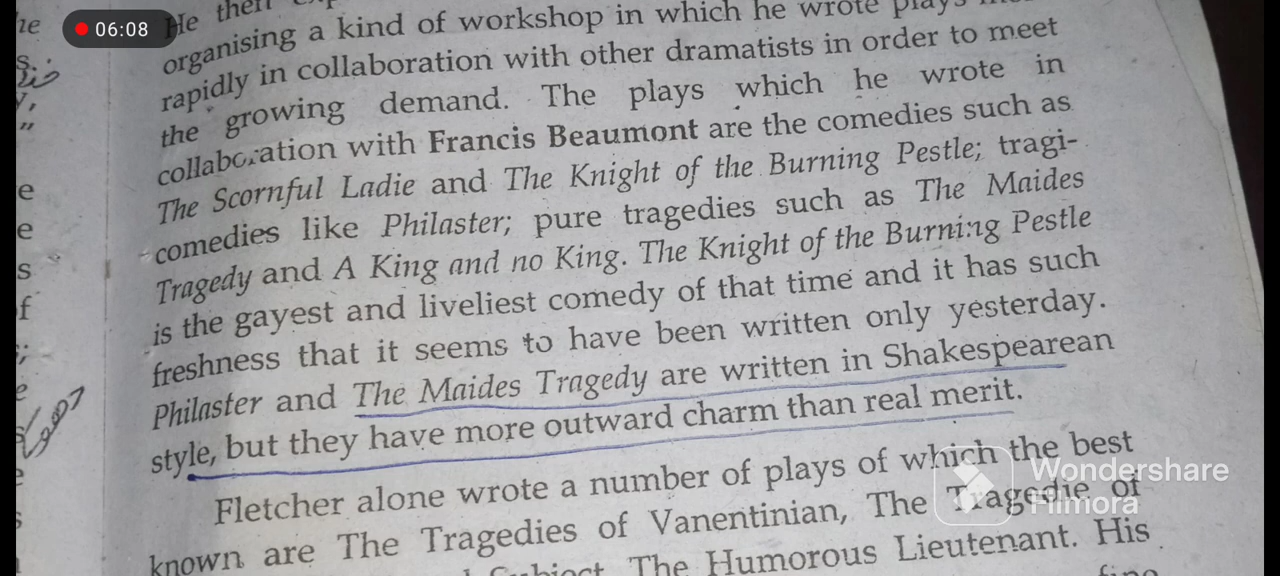 06:08
He then
organising a kind of workshop in which he wrote plays
rapidly in collaboration with other dramatists in order to meet
the growing demand. The plays which he wrote in
collaboration with Francis Beaumont are the comedies such as
The Scornful Ladie and The Knight of the Burning Pestle; tragi-
comedies like Philaster; pure tragedies such as The Maides
Tragedy and A King and no King. The Knight of the Burning Pestle
is the gayest and liveliest comedy of that time and it has such
freshness that it seems to have been written only yesterday.
Philaster and The Maides Tragedy are written in Shakespearean
style, but they have more outward charm than real merit.
Fletcher alone wrote a number of plays of which the best
known are The Tragedies of Vanentinian, The Tragedie of
The Humorous Lieutenant. His
Wondershare
Filmora